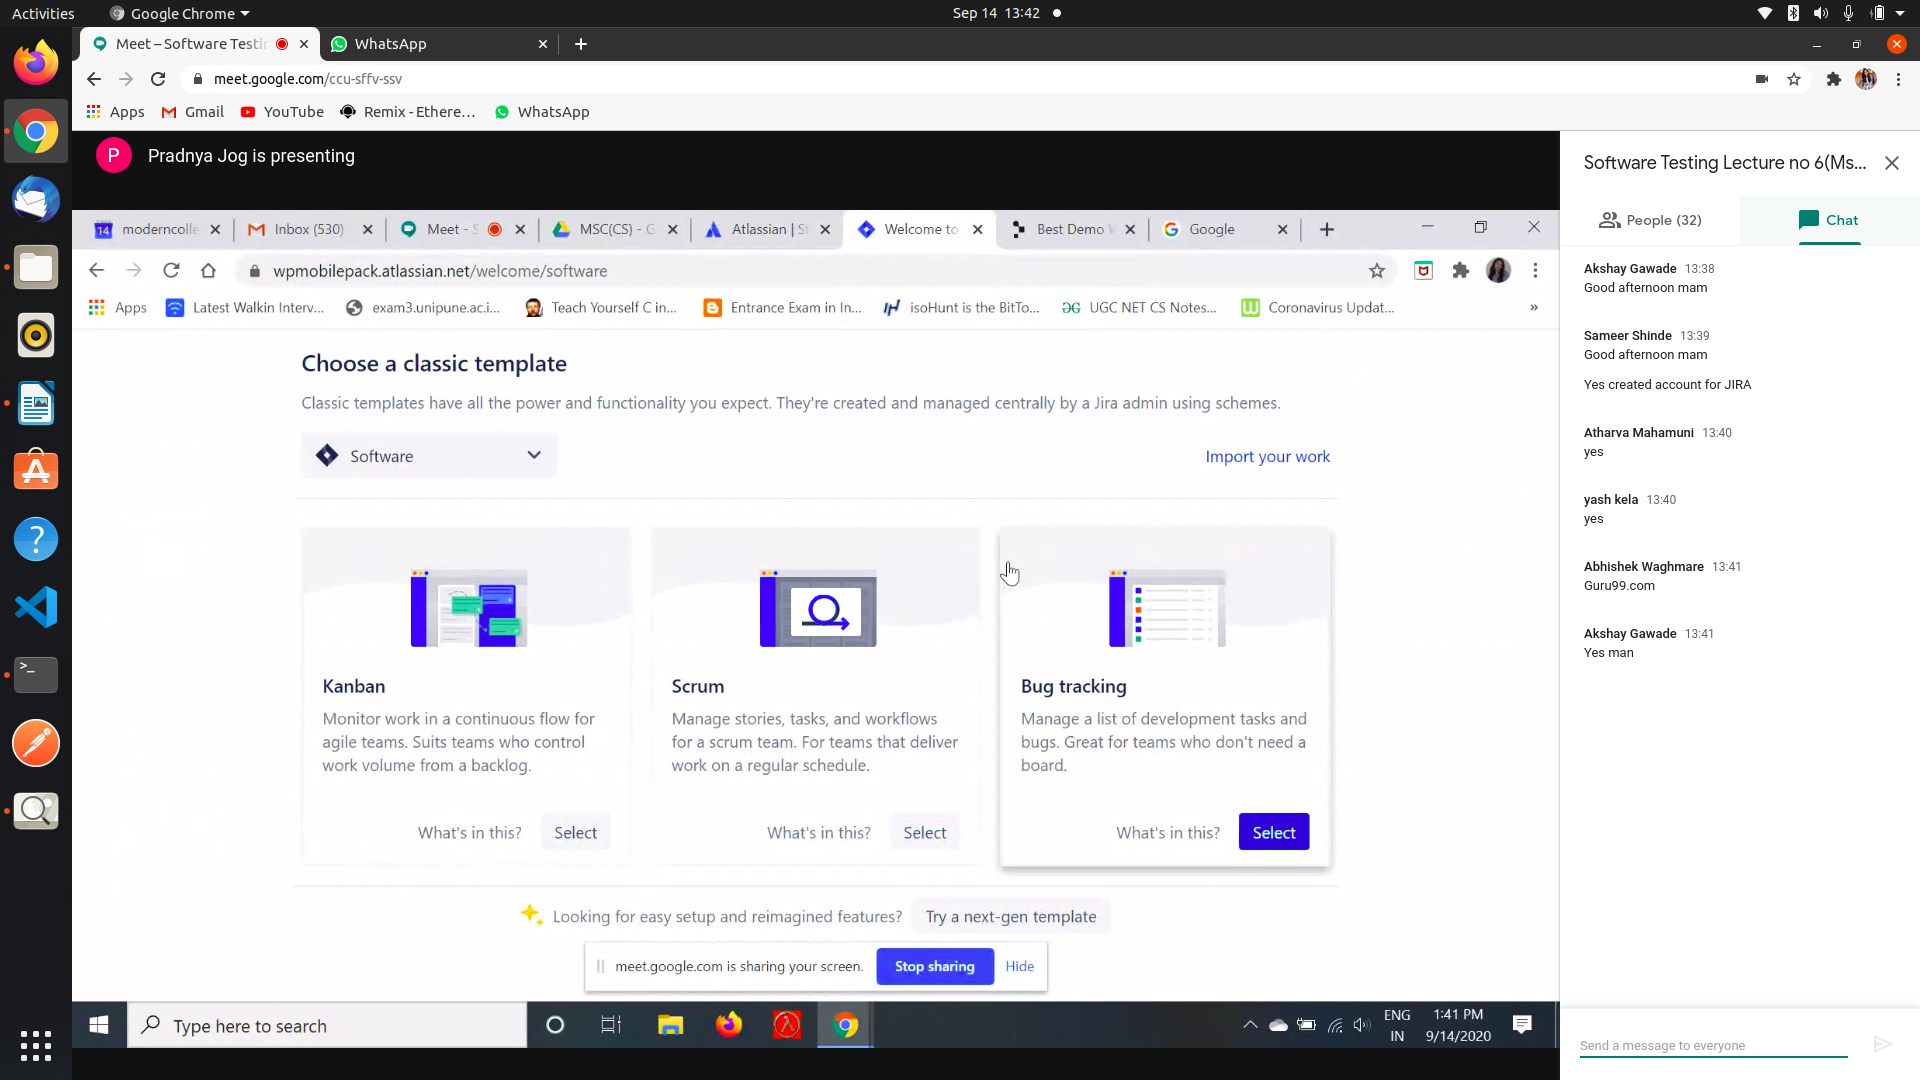 Activities
Google Chrome
Sep 14 13:42
Meet – Software Testin
WhatsApp
meet.google.com/ccu-sffv-ssv
Apps
Gmail
YouTube
Remix - Ethere...
WhatsApp
P
Pradnya Jog is presenting
14
moderncolle
Inbox (530)
Meet - S
MSC(CS) - G
Atlassian | St
Welcome to
Best Demo W
Google
wpmobilepack.atlassian.net/welcome/software
Apps
Latest Walkin Interv...
exam3.unipune.ac.i...
Teach Yourself C in...
Entrance Exam in In...
isoHunt is the BitTo...
UGC NET CS Notes...
Coronavirus Updat...
»
Choose a classic template
Classic templates have all the power and functionality you expect. They're created and managed centrally by a Jira admin using schemes.
Software
Import your work
Kanban
Monitor work in a continuous flow for
agile teams. Suits teams who control
work volume from a backlog.
What's in this?
Select
Scrum
Manage stories, tasks, and workflows
for a scrum team. For teams that deliver
work on a regular schedule.
What's in this?
Select
Bug tracking
Manage a list of development tasks and
bugs. Great for teams who don't need a
board.
What's in this?
Select
Looking for easy setup and reimagined features?
Try a next-gen template
meet.google.com is sharing your screen.
Stop sharing
Hide
Type here to search
ENG
IN
1:41 PM
9/14/2020
Software Testing Lecture no 6(Ms...
People (32)
Chat
Akshay Gawade 13:38
Good afternoon mam
Sameer Shinde 13:39
Good afternoon mam
Yes created account for JIRA
Atharva Mahamuni 13:40
yes
yash kela 13:40
yes
Abhishek Waghmare 13:41
Guru99.com
Akshay Gawade 13:41
Yes man
Send a message to everyone